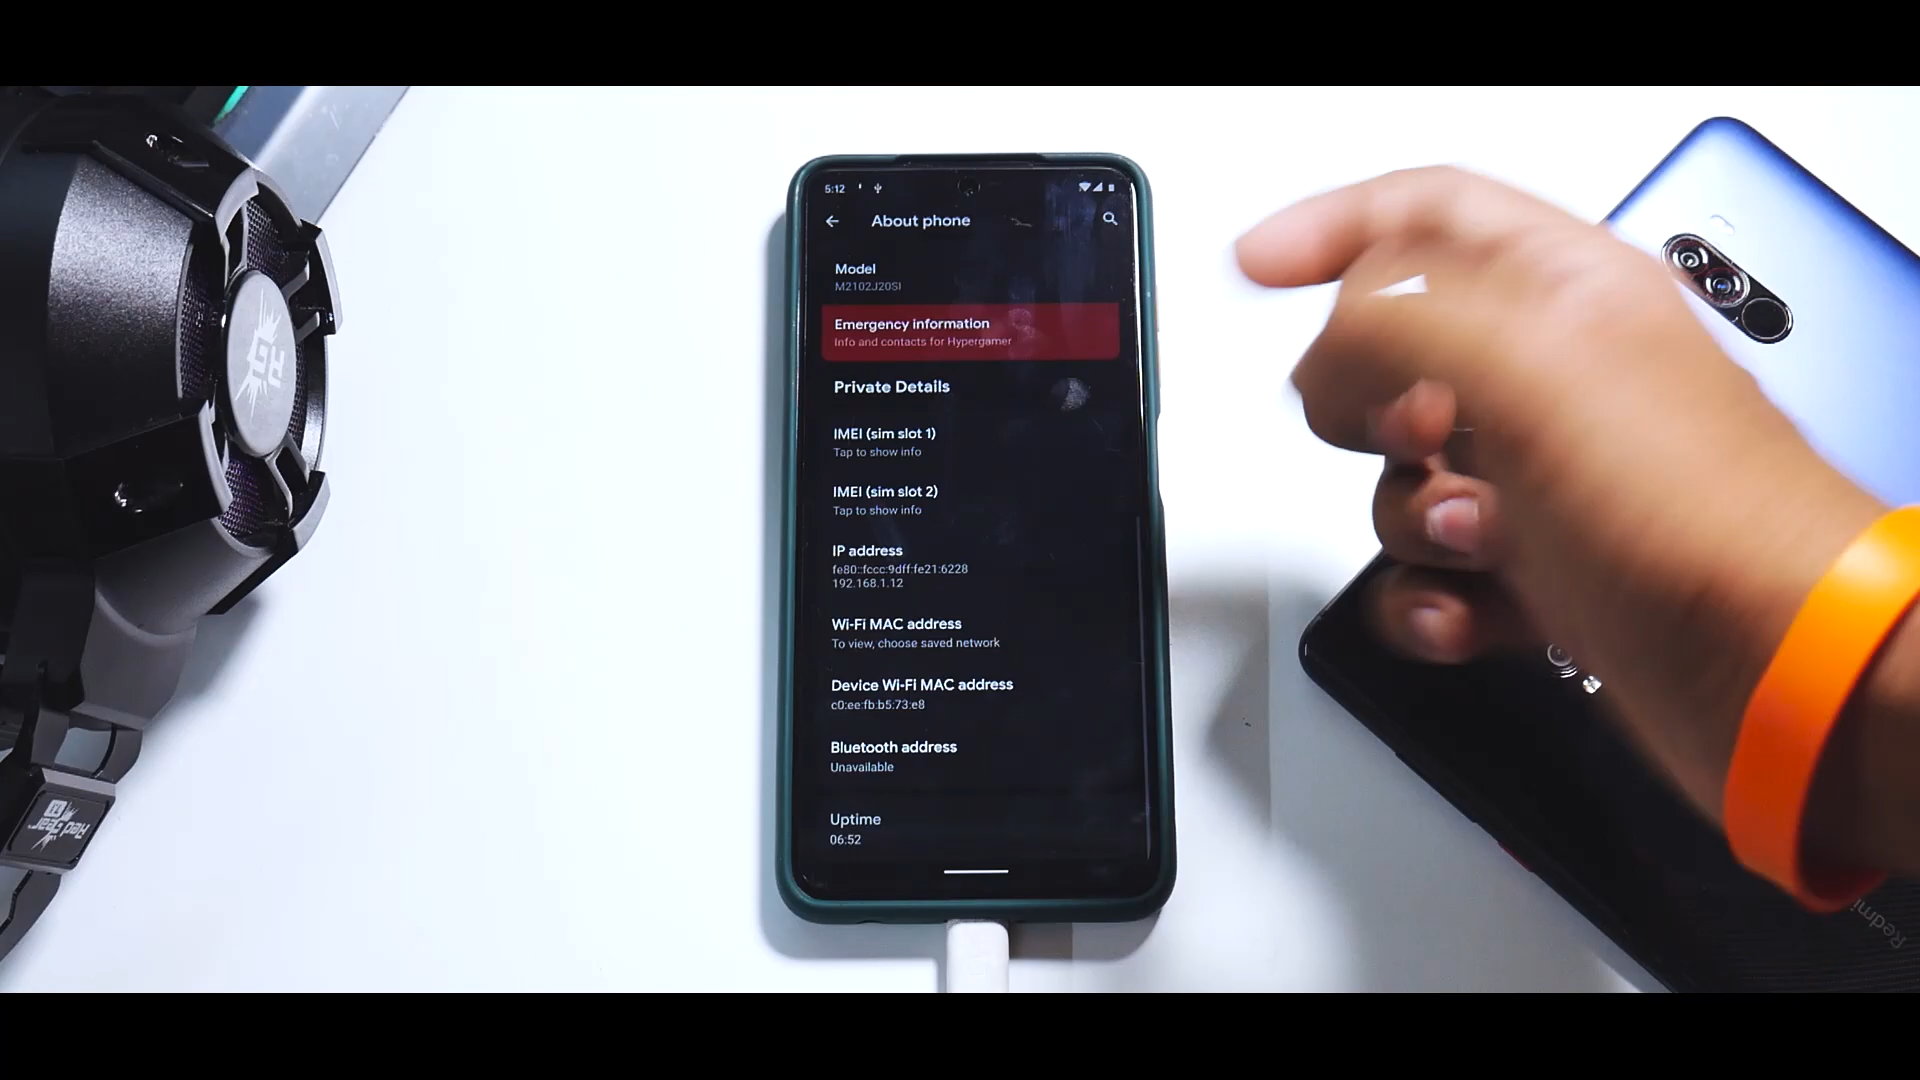 5:12
About phone
Model
M2102J20SI
Emergency information
Info and contacts for Hypergamer
Private Details
IMEI (sim slot 1)
Tap to show info
IMEI (sim slot 2)
Tap to show info
IP address
fe80::fccc:9dff:fe21:6228
192.168.1.12
Wi-Fi MAC address
To view, choose saved network
Device Wi-Fi MAC address
c0:ee:fb:b5:73:e8
Bluetooth address
Unavailable
Uptime
06:52
Red Gear
Redmi